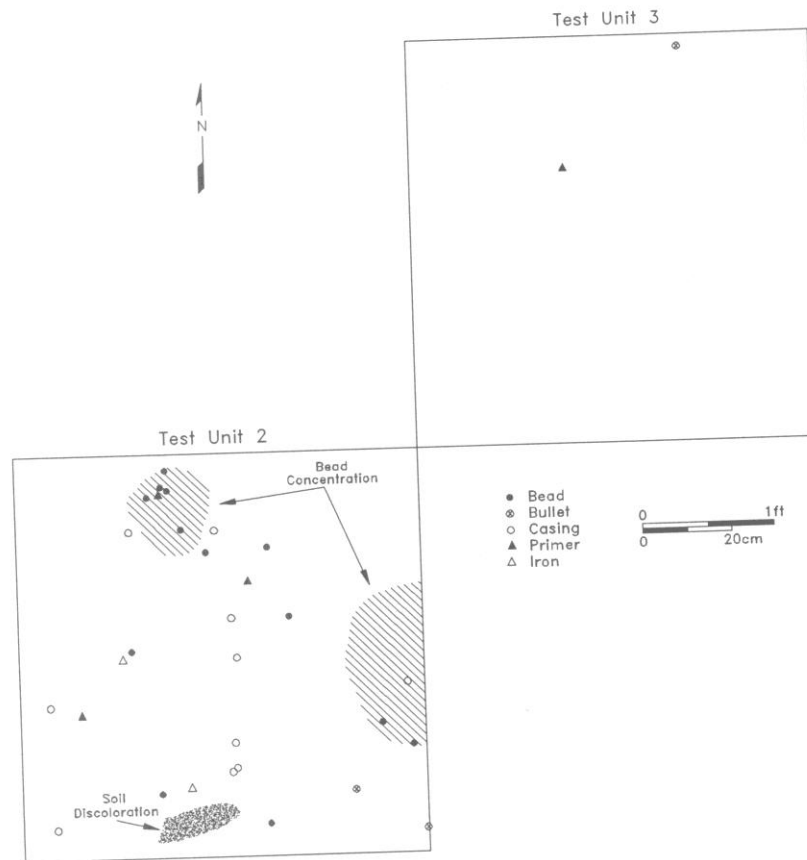 Test Unit 3
N
Test Unit 2
Bead
Concentration
Bead
Bullet
Casing
Primer
Iron
0 1ft
0 20cm
Soil
Discoloration